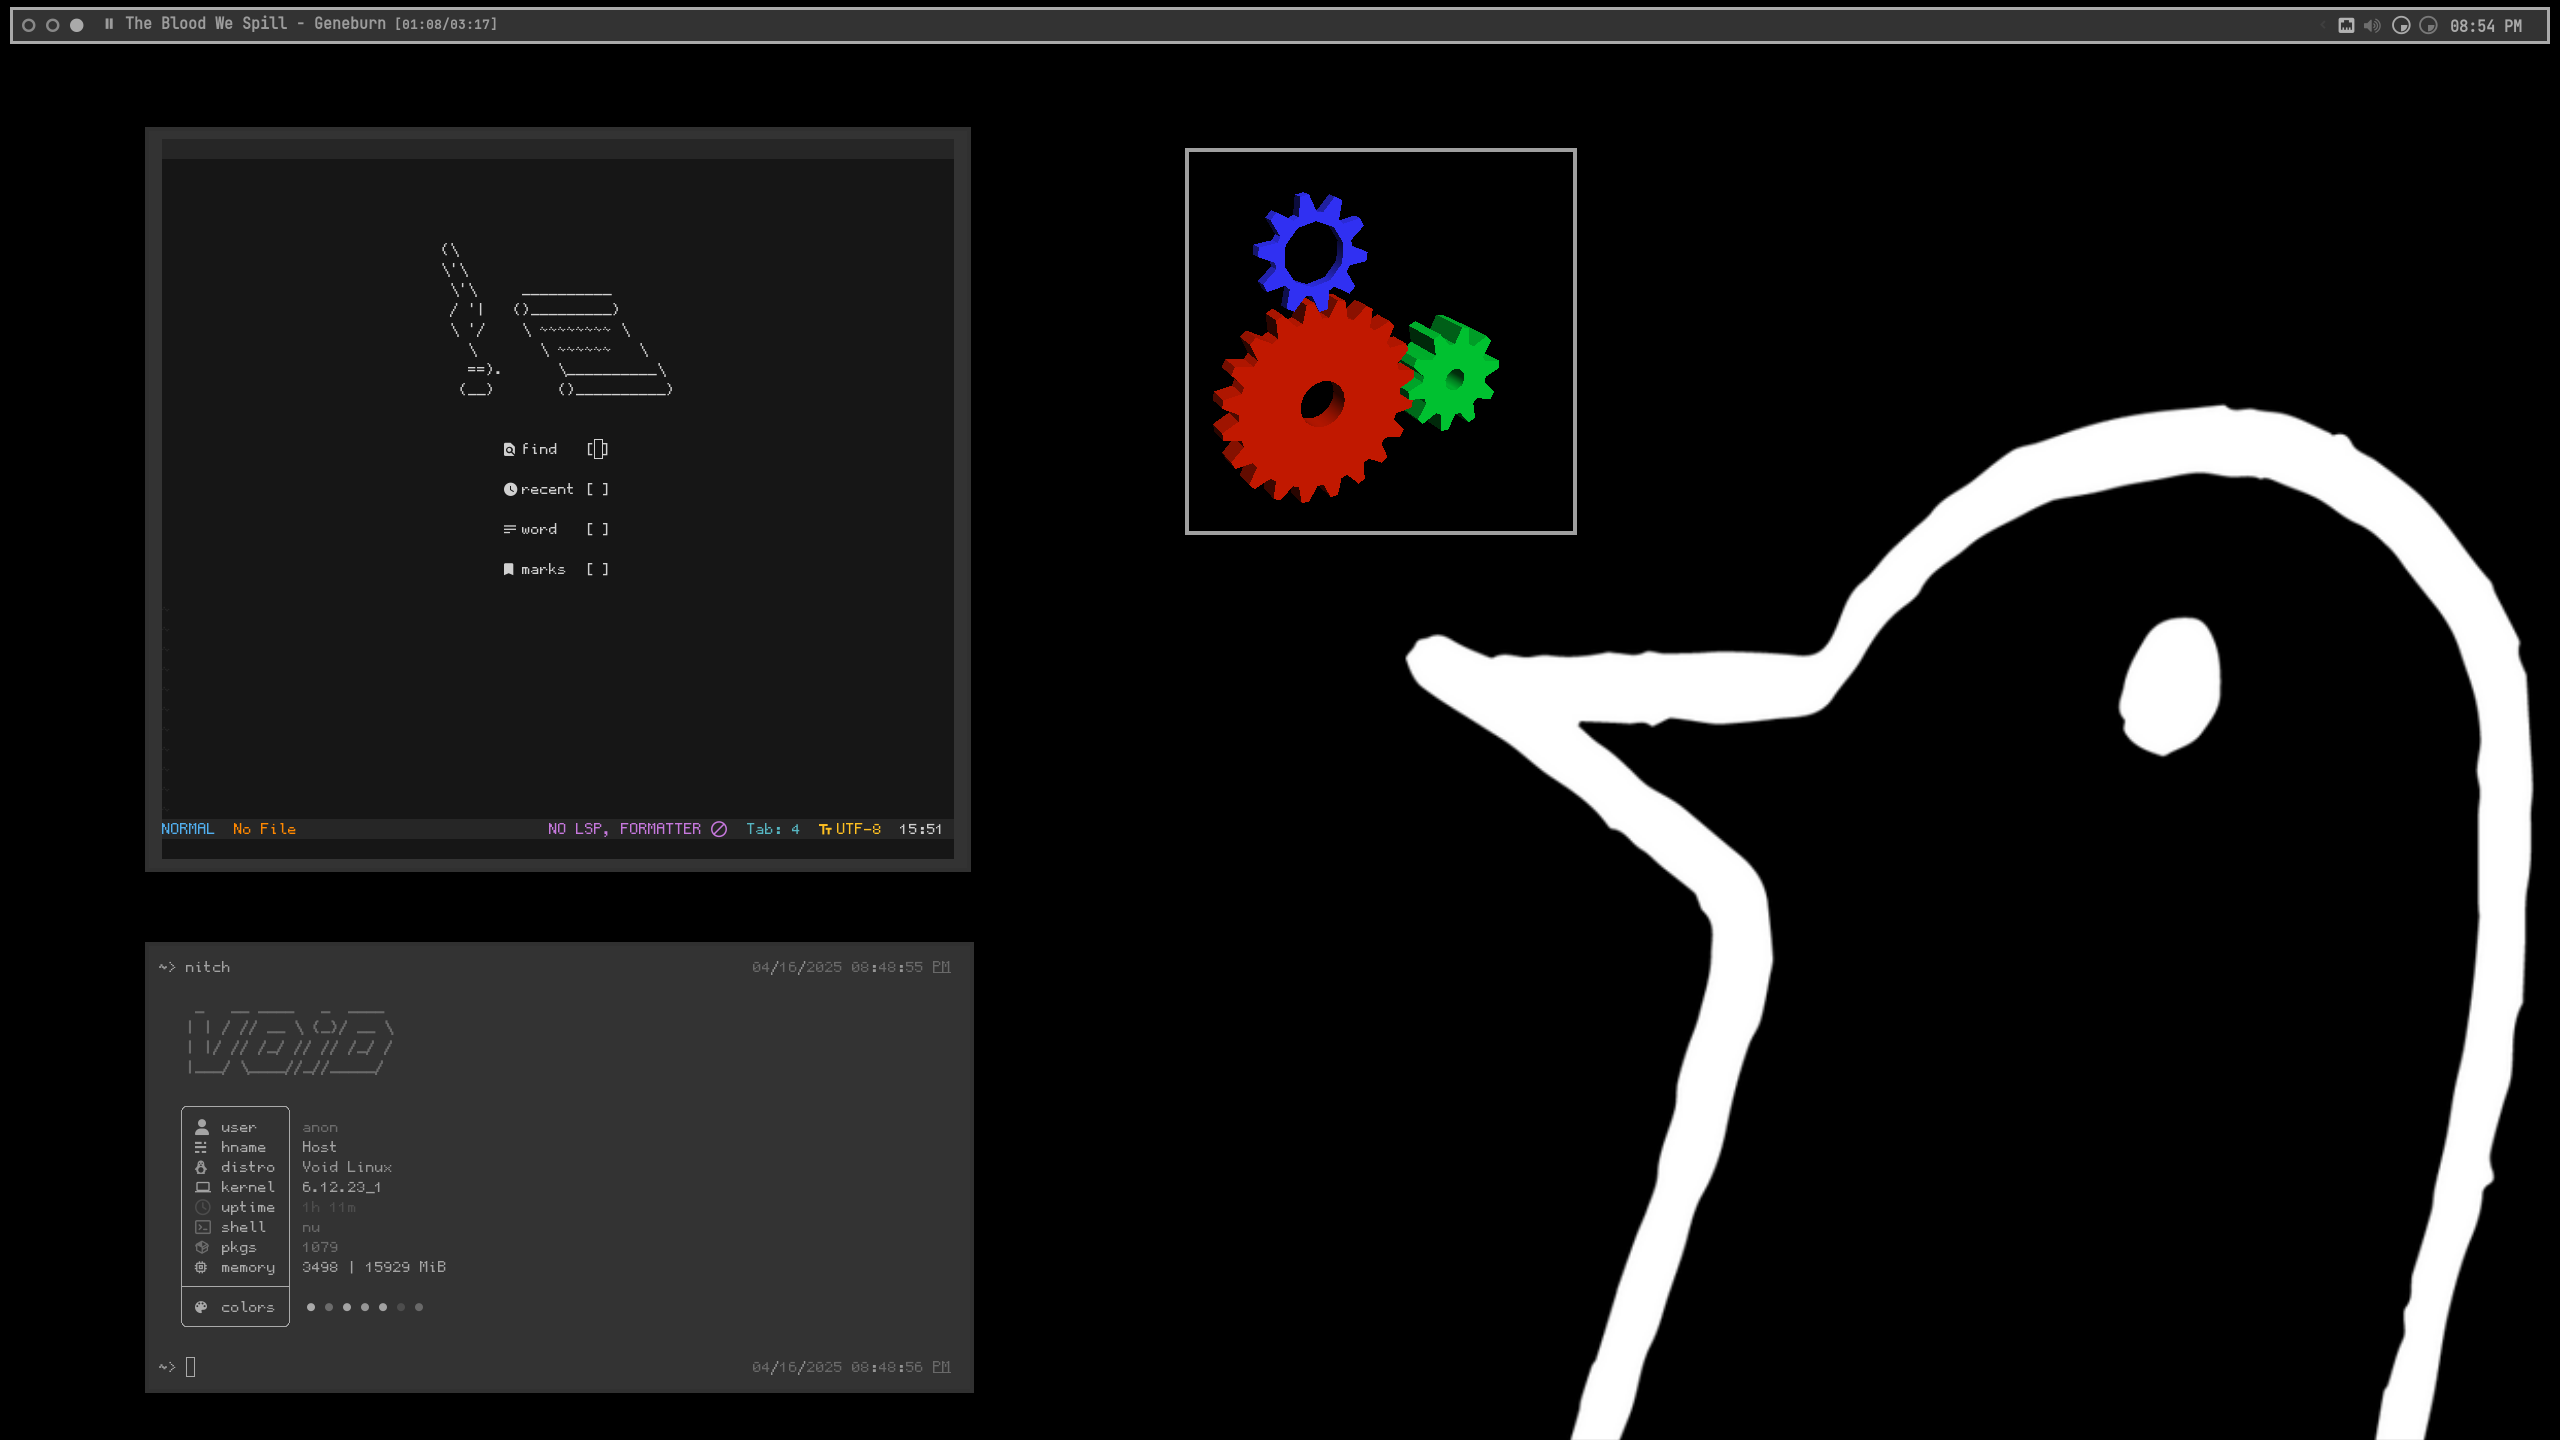 The Blood We Spill - Geneburn [01:08/03:17]
08:54 PM
find [ ]
recent [ ]
word [ ]
marks [ ]
NORMAL No File NO LSP, FORMATTER Tab: 4 UTF-8 15:51
~> nitch 04/16/2025 08:48:55 PM
Void
user anon
hname Host
distro Void Linux
kernel 6.12.23_1
uptime 1h 11m
shell nu
pkgs 1079
memory 3498 | 15929 MiB
colors
~> 04/16/2025 08:48:56 PM